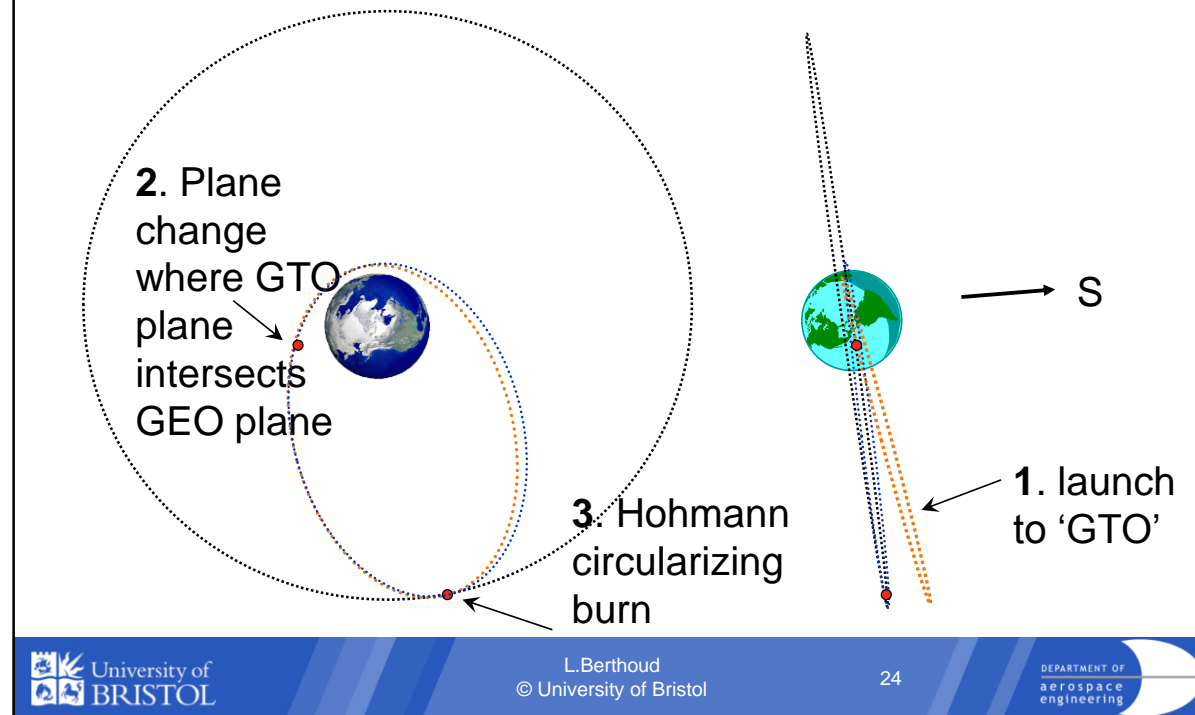 2. Plane
change
where GTO
plane
intersects
GEO plane
3. Hohmann
circularizing
burn
S
1. launch
to ‘GTO’
University of
BRISTOL
L.Berthoud
© University of Bristol
24
DEPARTMENT OF
aerospace
engineering